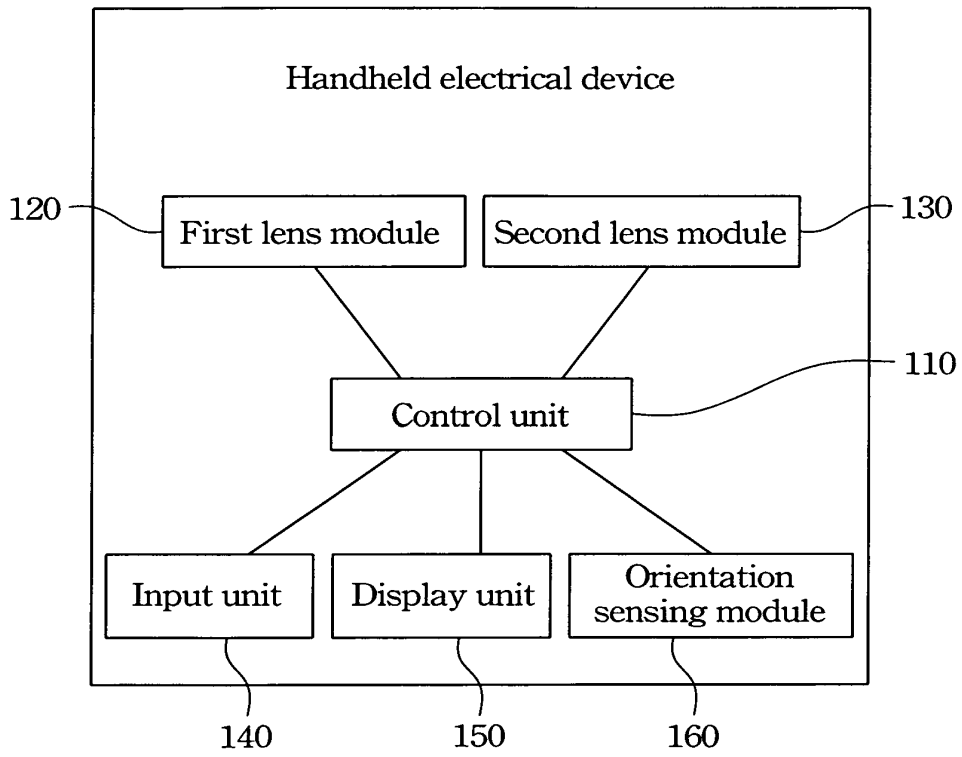 Handheld electrical device
120
First lens module
Second lens module
130
110
Control unit
Input unit
Display unit
Orientation
sensing module
140
150
160